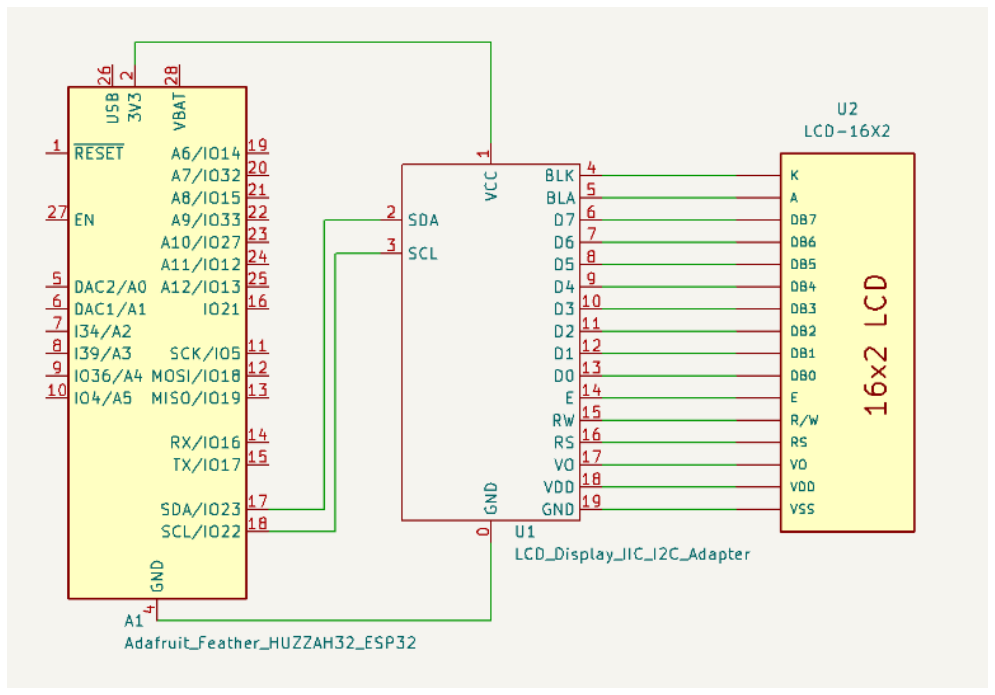 26
USB
2
3V3
28
VBAT
1
RESET
27
EN
5
DAC2/A0
6
DAC1/A1
7
I34/A2
8
I39/A3
9
IO36/A4
10
IO4/A5
A6/IO14
19
A7/IO32
20
A8/IO15
21
A9/IO33
22
A10/IO27
23
A11/IO12
24
A12/IO13
25
IO21
16
SCK/IO5
11
MOSI/IO18
12
MISO/IO19
13
RX/IO16
14
TX/IO17
15
SDA/IO23
17
SCL/IO22
18
GND
4
A1
Adafruit_Feather_HUZZAH32_ESP32
1
VCC
2
SDA
3
SCL
BLK
4
BLA
5
D7
6
D6
7
D5
8
D4
9
D3
10
D2
11
D1
12
D0
13
E
14
RW
15
RS
16
VO
17
VDD
18
GND
19
GND
0
U1
LCD_Display_IIC_I2C_Adapter
U2
LCD-16X2
K
A
DB7
DB6
DB5
DB4
DB3
DB2
DB1
DB0
E
R/W
RS
VO
VDD
VSS
16x2 LCD